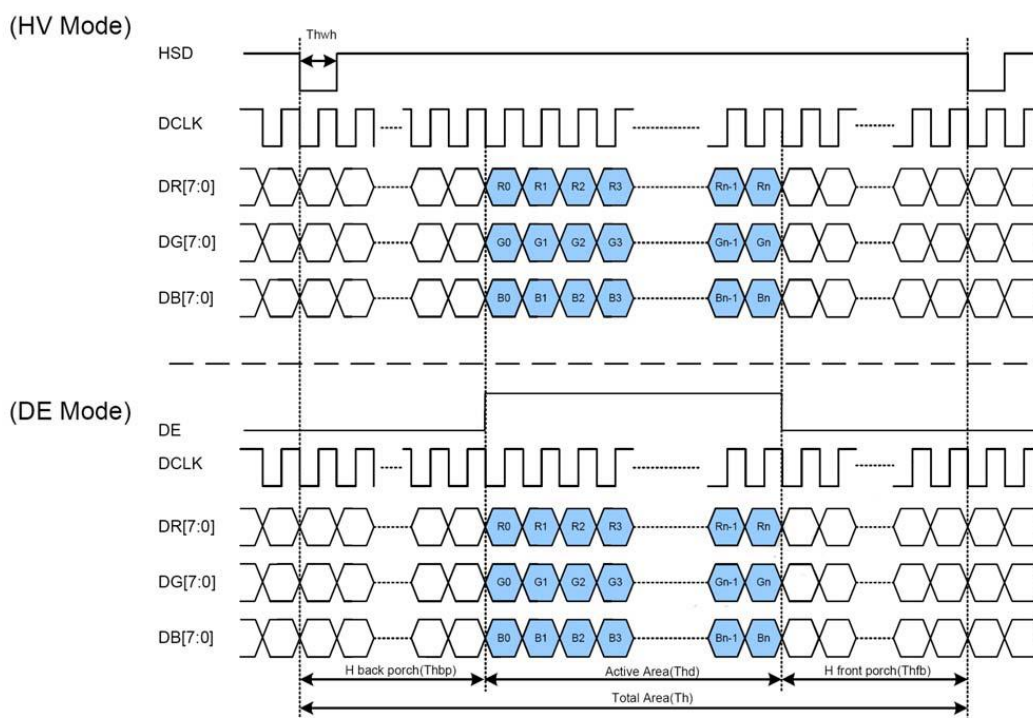 (HV Mode)
Thwh
HSD
DCLK
DR[7:0] R0 R1 R2 R3 Rn-1 Rn
DG[7:0] G0 G1 G2 G3 Gn-1 Gn
DB[7:0] B0 B1 B2 B3 Bn-1 Bn
(DE Mode)
DE
DCLK
DR[7:0] R0 R1 R2 R3 Rn-1 Rn
DG[7:0] G0 G1 G2 G3 Gn-1 Gn
DB[7:0] B0 B1 B2 B3 Bn-1 Bn
H back porch(Thbp) Active Area(Thd) H front porch(Thfb)
Total Area(Th)